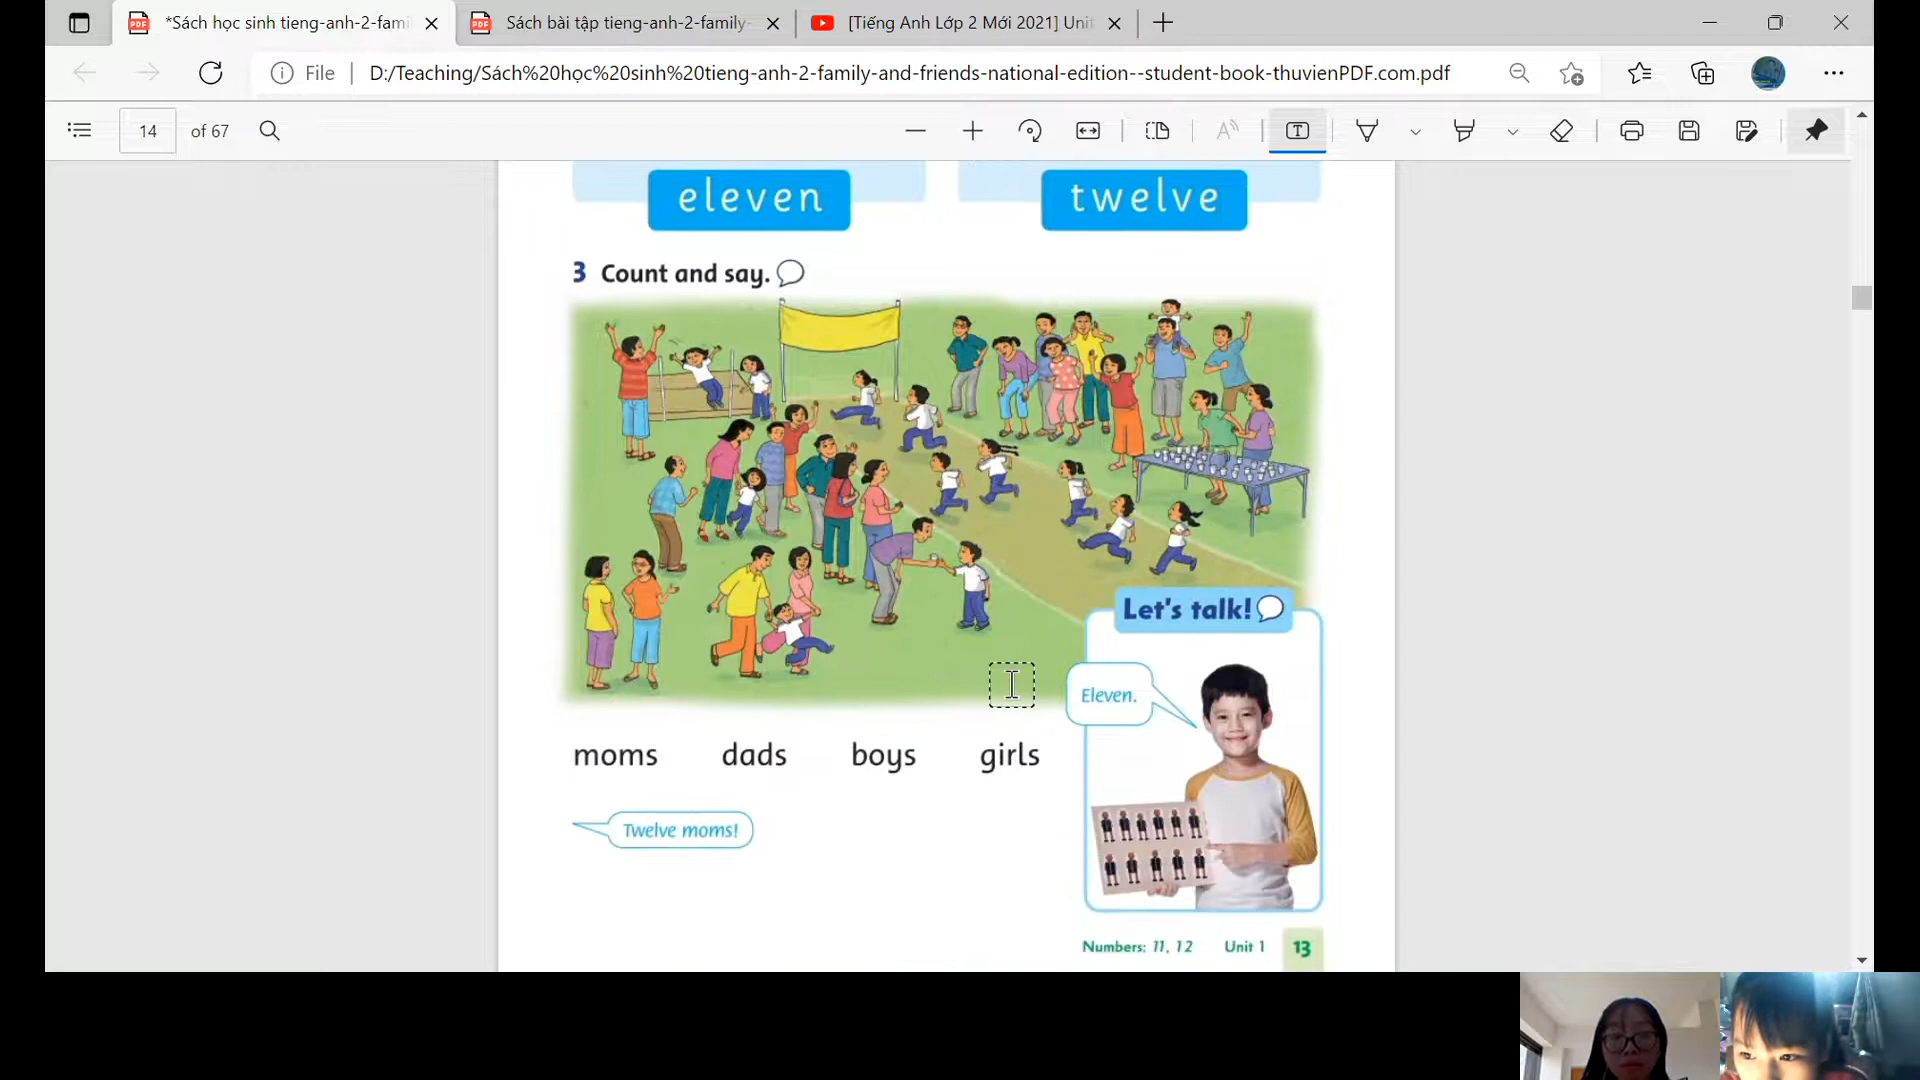 *Sách học sinh tieng-anh-2-fami
Sách bài tập tieng-anh-2-family-
[Tiếng Anh Lớp 2 Mới 2021] Uni
File
D:/Teaching/Sách%20học%20sinh%20tieng-anh-2-family-and-friends-national-edition--student-book-thuvienPDF.com.pdf
14 of 67
eleven
twelve
3 Count and say.
Let's talk!
Eleven.
moms dads boys girls
Twelve moms!
Numbers: 11, 12 Unit 1 13